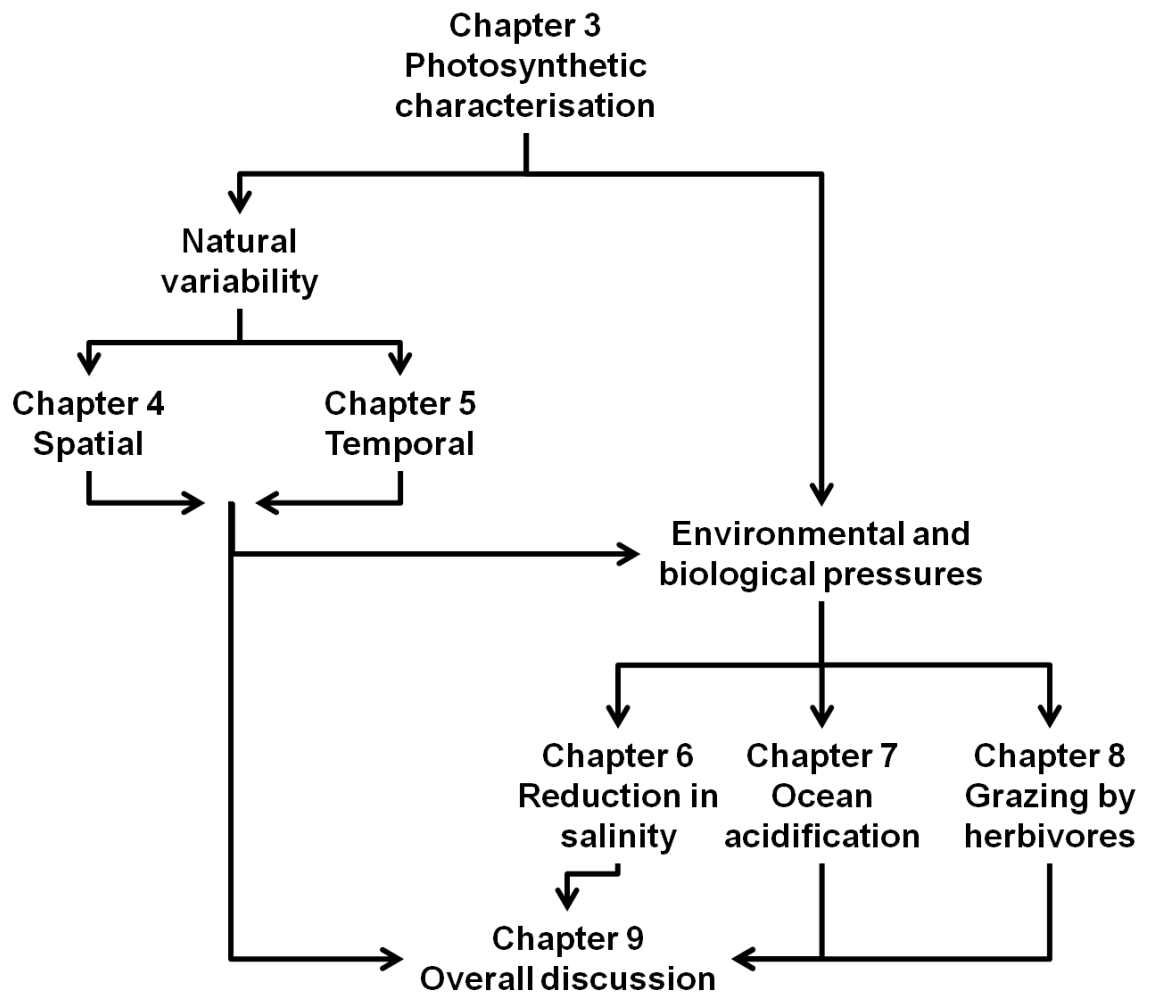 Chapter 3
Photosynthetic
characterisation
Natural
variability
Chapter 4
Spatial
Chapter 5
Temporal
Environmental and
biological pressures
Chapter 6
Reduction in
salinity
Chapter 7
Ocean
acidification
Chapter 8
Grazing by
herbivores
Chapter 9
Overall discussion